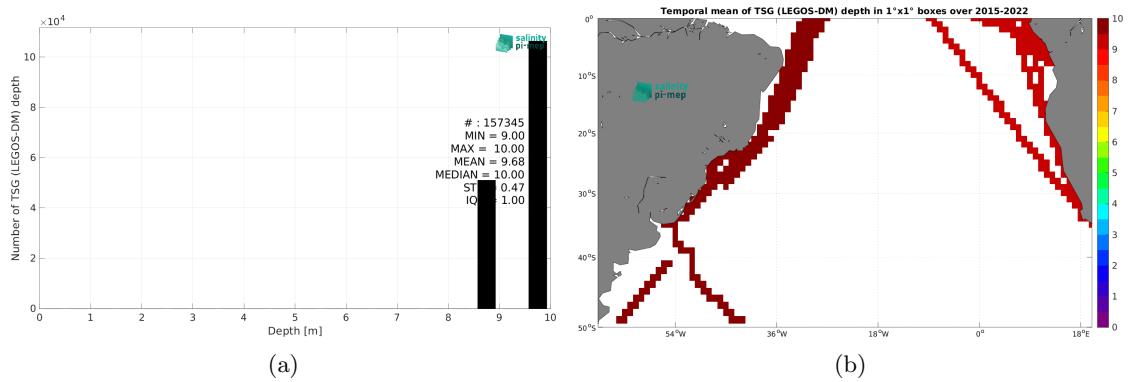 ×10⁴
10
8
6
4
2
0
Number of TSG (LEGOS-DM) depth
salinity
pi-mep
# : 157345
MIN = 9.00
MAX = 10.00
MEAN = 9.68
MEDIAN = 10.00
ST 0.47
IQ 1.00
0 1 2 3 4 5 6 7 8 9 10
Depth [m]
(a)
Temporal mean of TSG (LEGOS-DM) depth in 1°x1° boxes over 2015-2022
0°
10°S
20°S
30°S
40°S
50°S
salinity
pi-mep
54°W 36°W 18°W 0° 18°E
10
9
8
7
6
5
4
3
2
1
0
(b)